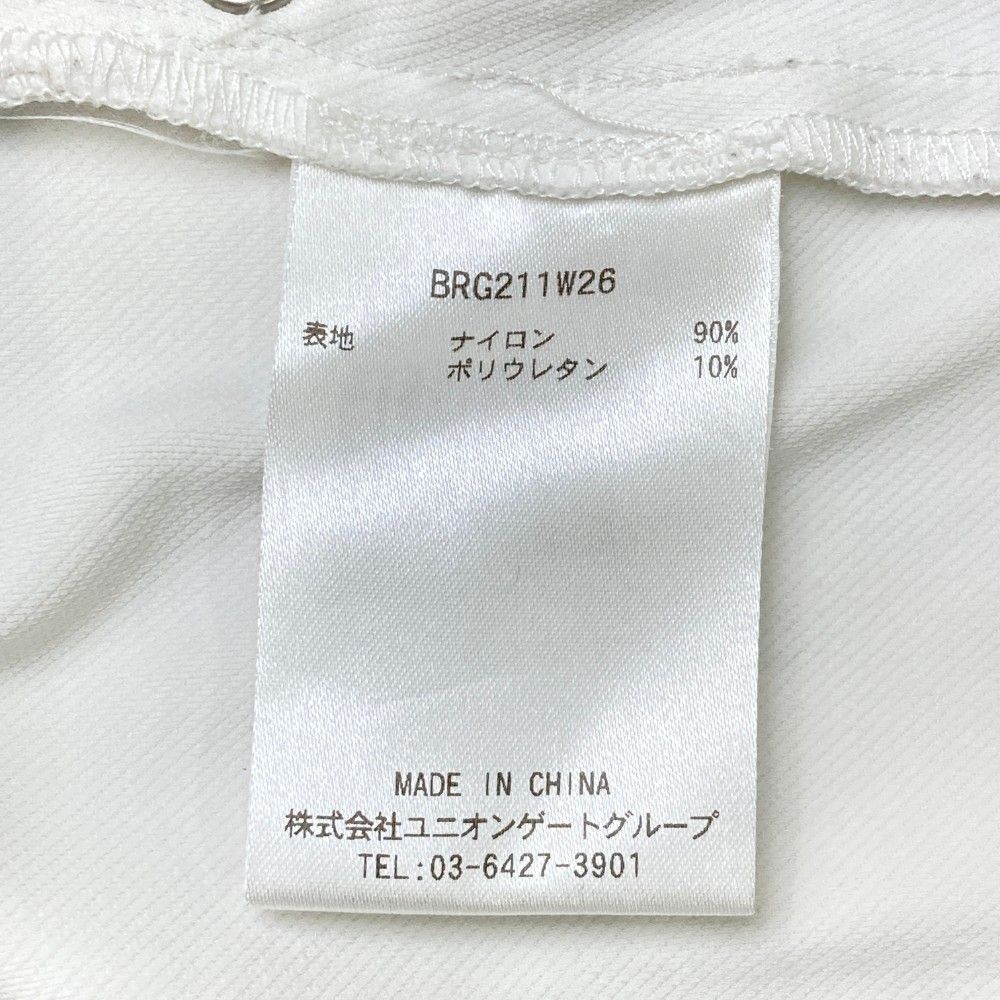 BRG211W26
表地 ナイロン 90%
ポリウレタン 10%
MADE IN CHINA
株式会社ユニオンゲートグループ
TEL:03-6427-3901